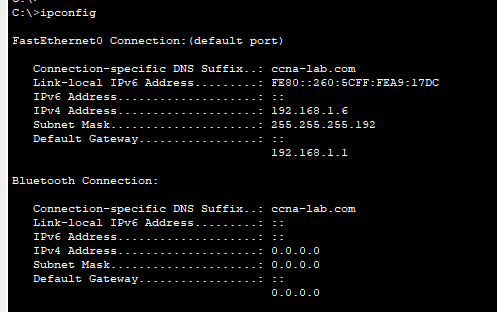 C:\>ipconfig
FastEthernet0 Connection:(default port)
Connection-specific DNS Suffix..: ccna-lab.com
Link-local IPv6 Address.........: FE80::260:5CFF:FEA9:17DC
IPv6 Address....................: ::
IPv4 Address....................: 192.168.1.6
Subnet Mask.....................: 255.255.255.192
Default Gateway.................: ::
192.168.1.1
Bluetooth Connection:
Connection-specific DNS Suffix..: ccna-lab.com
Link-local IPv6 Address.........: ::
IPv6 Address....................: ::
IPv4 Address....................: 0.0.0.0
Subnet Mask.....................: 0.0.0.0
Default Gateway.................: ::
0.0.0.0